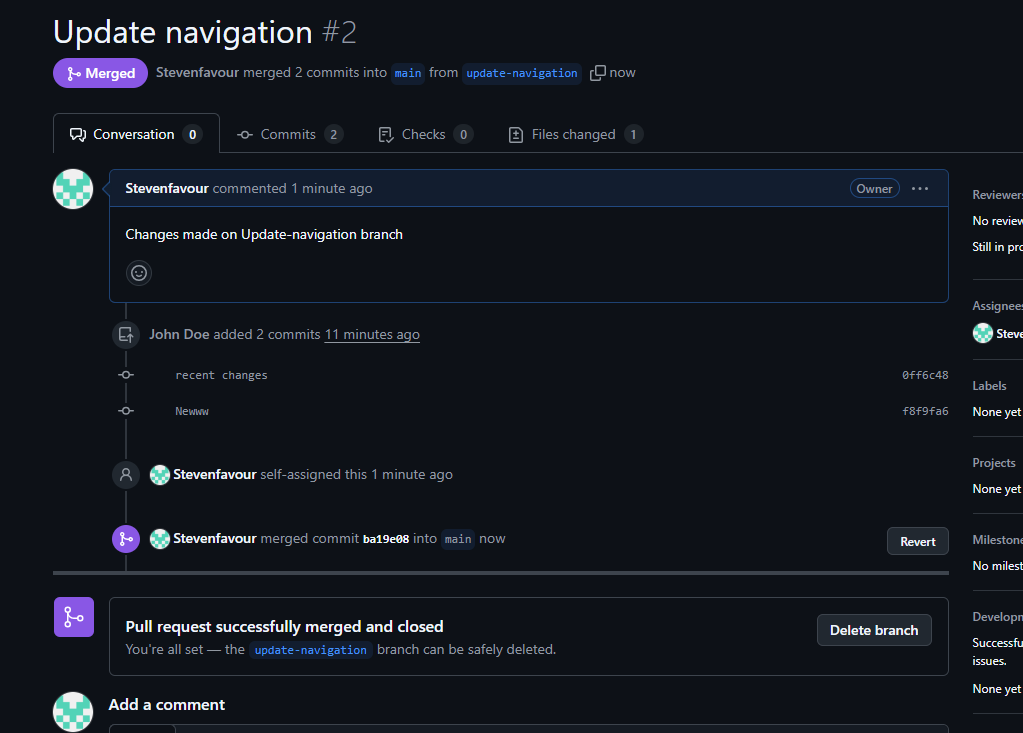 Update navigation #2
Merged Stevenfavour merged 2 commits into main from update-navigation now
Conversation 0 Commits 2 Checks 0 Files changed 1
Stevenfavour commented 1 minute ago Owner ...
Changes made on Update-navigation branch
John Doe added 2 commits 11 minutes ago
recent changes 0ff6c48
Newww f8f9fa6
Stevenfavour self-assigned this 1 minute ago
Stevenfavour merged commit ba19e08 into main now Revert
Pull request successfully merged and closed
You're all set — the update-navigation branch can be safely deleted.
Delete branch
Add a comment
Reviewers
No review
Still in pro
Assignees
Steve
Labels
None yet
Projects
None yet
Milestone
No milest
Developm
Successfu
issues.
None yet